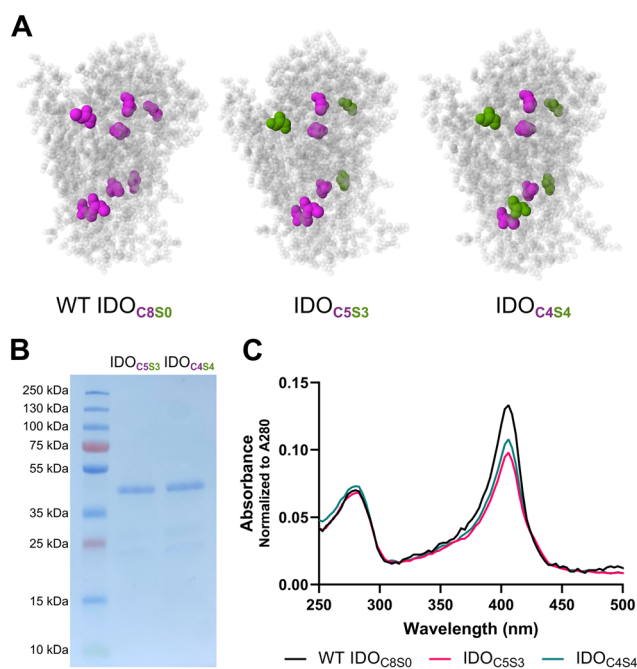 A
WT IDOC8S0
IDOC5S3
IDOC4S4
B
IDOC5S3 IDOC4S4
250 kDa
130 kDa
100 kDa
75 kDa
55 kDa
35 kDa
25 kDa
15 kDa
10 kDa
C
Absorbance
Normalized to A280
0.15
0.10
0.05
0.00
250 300 350 400 450 500
Wavelength (nm)
WT IDOC8S0 IDOC5S3 IDOC4S4